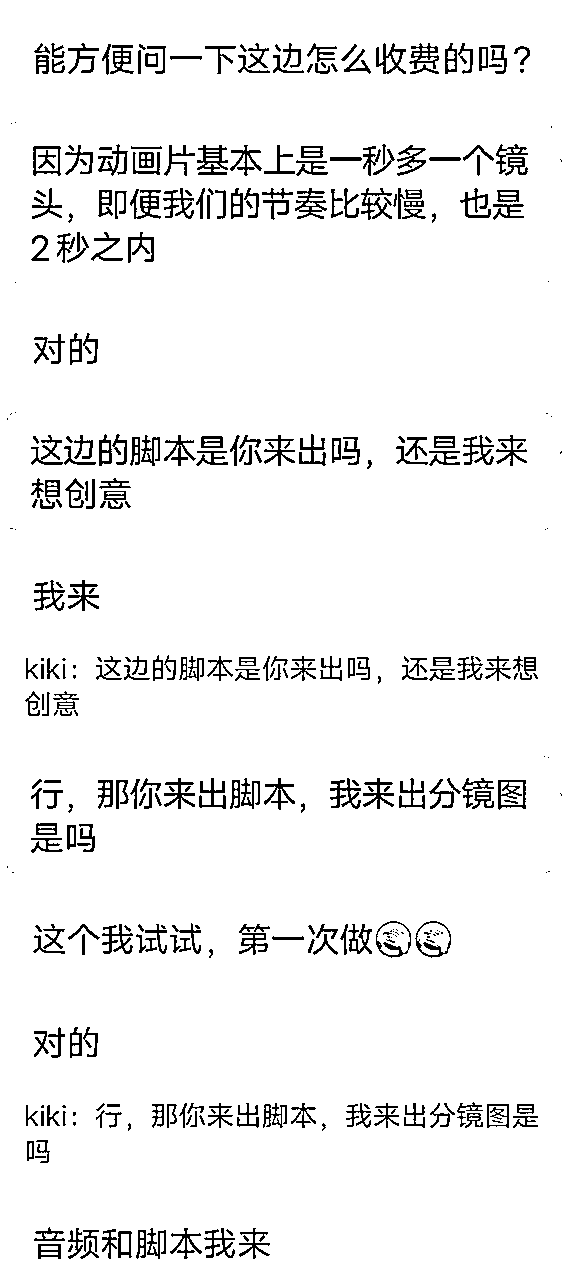 能方便问一下这边怎么收费的吗？
因为动画片基本上是一秒多一个镜
头，即便我们的节奏比较慢，也是
2秒之内
对的
这边的脚本是你来出吗，还是我来
想创意
我来
kiki：这边的脚本是你来出吗，还是我来想
创意
行，那你来出脚本，我来出分镜图
是吗
这个我试试，第一次做
对的
kiki：行，那你来出脚本，我来出分镜图是
吗
音频和脚本我来